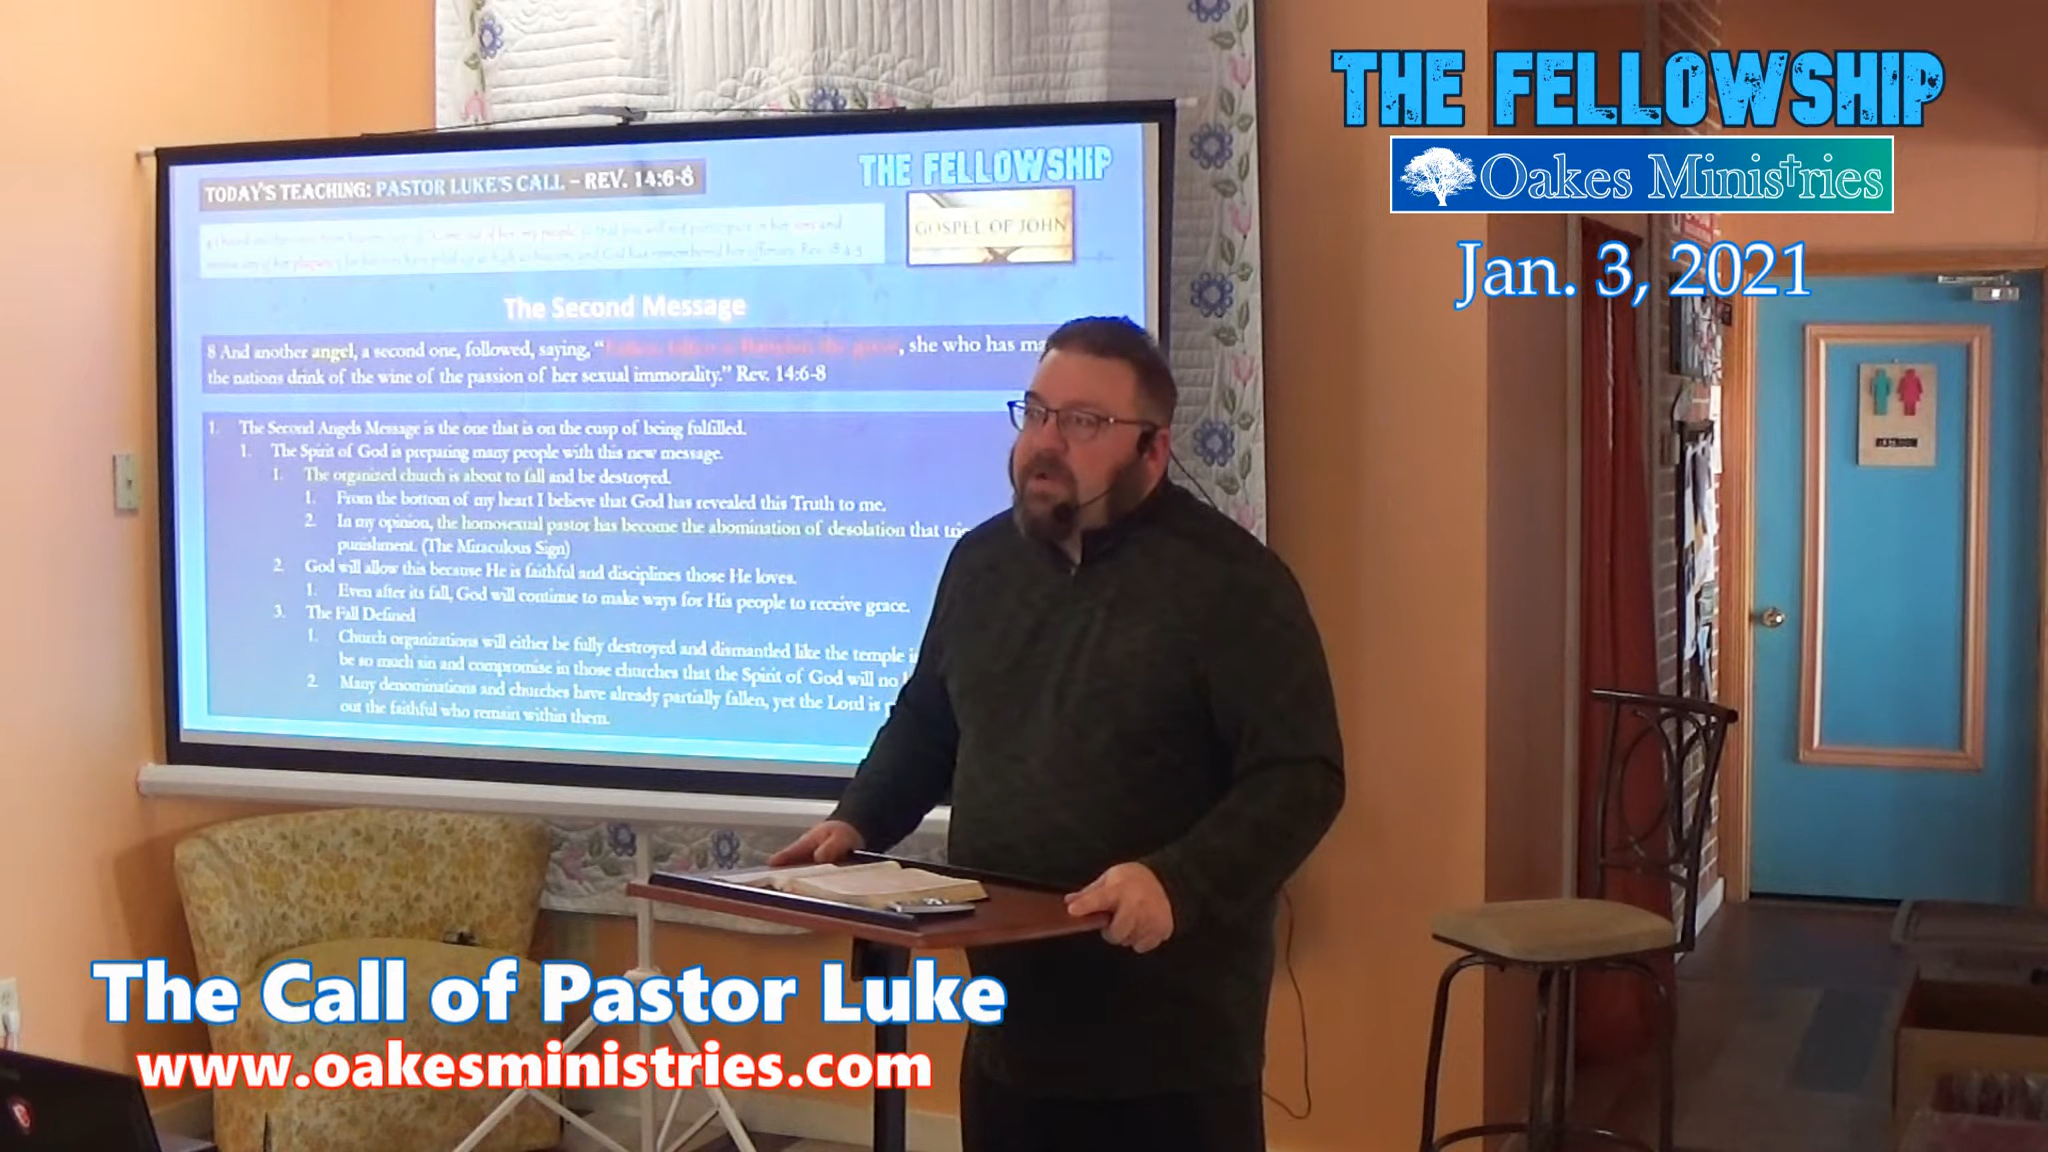 THE FELLOWSHIP
Oakes Ministries
Jan. 3, 2021
TODAY'S TEACHING: PASTOR LUKE'S CALL – REV. 14:6-8
THE FELLOWSHIP
GOSPEL OF JOHN
The Second Message
8 And another angel, a second one, followed, saying, "Fallen, fallen is Babylon the great, she who has ma
the nations drink of the wine of the passion of her sexual immorality." Rev. 14:6-8
1. The Second Angels Message is the one that is on the cusp of being fulfilled.
1. The Spirit of God is preparing many people with this new message.
1. The organized church is about to fall and be destroyed.
1. From the bottom of my heart I believe that God has revealed this Truth to me.
2. In my opinion, the homosexual pastor has become the abomination of desolation that
punishment. (The Miraculous Sign)
2. God will allow this because He is faithful and disciplines those He loves.
1. Even after its fall, God will continue to make ways for His people to receive grace.
3. The Fall Defined
1. Church organizations will either be fully destroyed and dismantled like the temple
be so much sin and compromise in those churches that the Spirit of God will no
2. Many denominations and churches have already partially fallen, yet the Lord is
out the faithful who remain within them.
RESTROOM
The Call of Pastor Luke
www.oakesministries.com